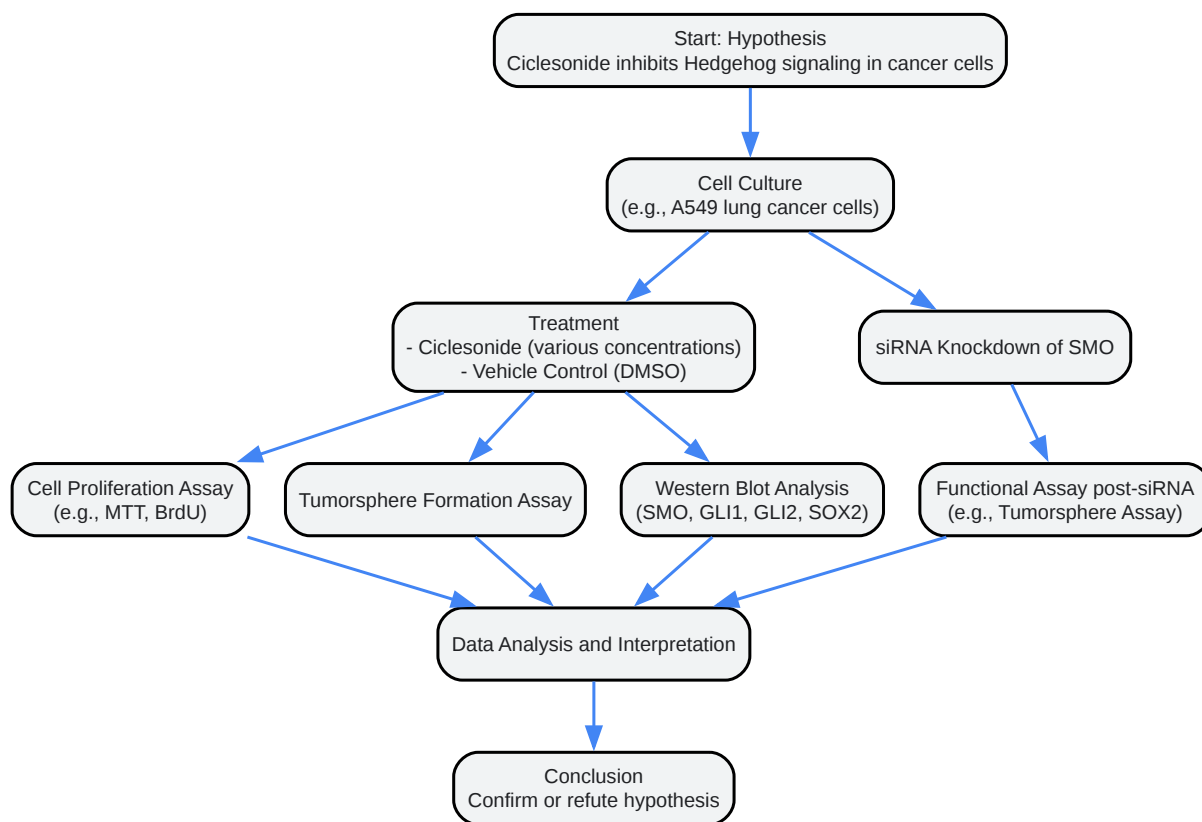 Start: Hypothesis
Ciclesonide inhibits Hedgehog signaling in cancer cells
Cell Culture
(e.g., A549 lung cancer cells)
Treatment
- Ciclesonide (various concentrations)
- Vehicle Control (DMSO)
siRNA Knockdown of SMO
Cell Proliferation Assay
(e.g., MTT, BrdU)
Tumorsphere Formation Assay
Western Blot Analysis
(SMO, GLI1, GLI2, SOX2)
Functional Assay post-siRNA
(e.g., Tumorsphere Assay)
Data Analysis and Interpretation
Conclusion
Confirm or refute hypothesis